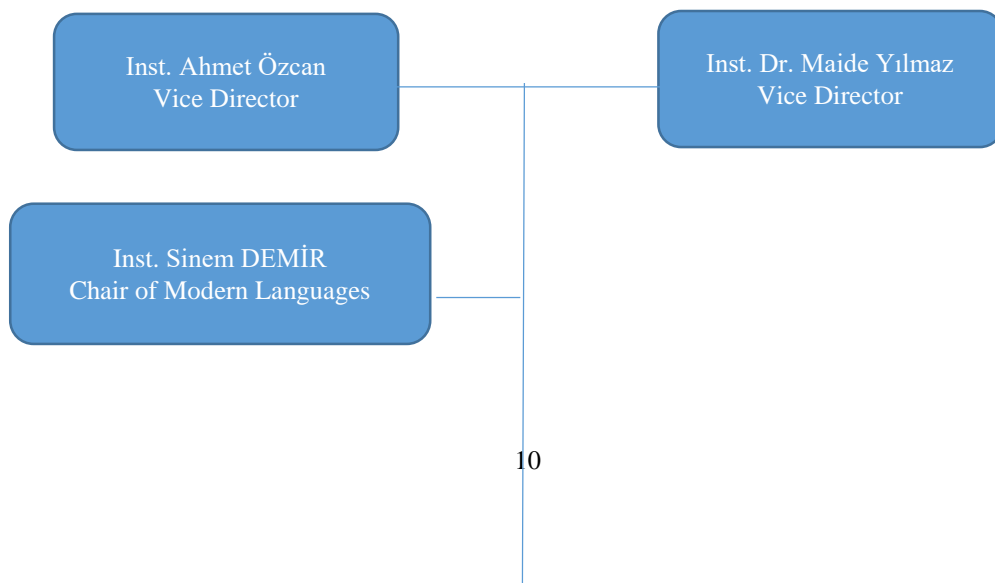 Inst. Ahmet Özcan
Vice Director
Inst. Dr. Maide Yılmaz
Vice Director
Inst. Sinem DEMİR
Chair of Modern Languages
10